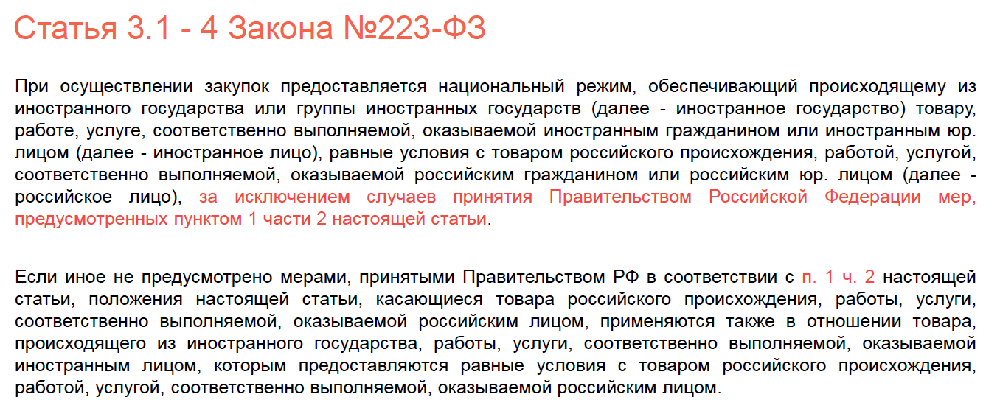 Статья 3.1 - 4 Закона №223-ФЗ
При осуществлении закупок предоставляется национальный режим, обеспечивающий происходящему из
иностранного государства или группы иностранных государств (далее - иностранное государство) товару,
работе, услуге, соответственно выполняемой, оказываемой иностранным гражданином или иностранным юр.
лицом (далее - иностранное лицо), равные условия с товаром российского происхождения, работой, услугой,
соответственно выполняемой, оказываемой российским гражданином или российским юр. лицом (далее -
российское лицо), за исключением случаев принятия Правительством Российской Федерации мер,
предусмотренных пунктом 1 части 2 настоящей статьи.
Если иное не предусмотрено мерами, принятыми Правительством РФ в соответствии с п. 1 ч. 2 настоящей
статьи, положения настоящей статьи, касающиеся товара российского происхождения, работы, услуги,
соответственно выполняемой, оказываемой российским лицом, применяются также в отношении товара,
происходящего из иностранного государства, работы, услуги, соответственно выполняемой, оказываемой
иностранным лицом, которым предоставляются равные условия с товаром российского происхождения,
работой, услугой, соответственно выполняемой, оказываемой российским лицом.